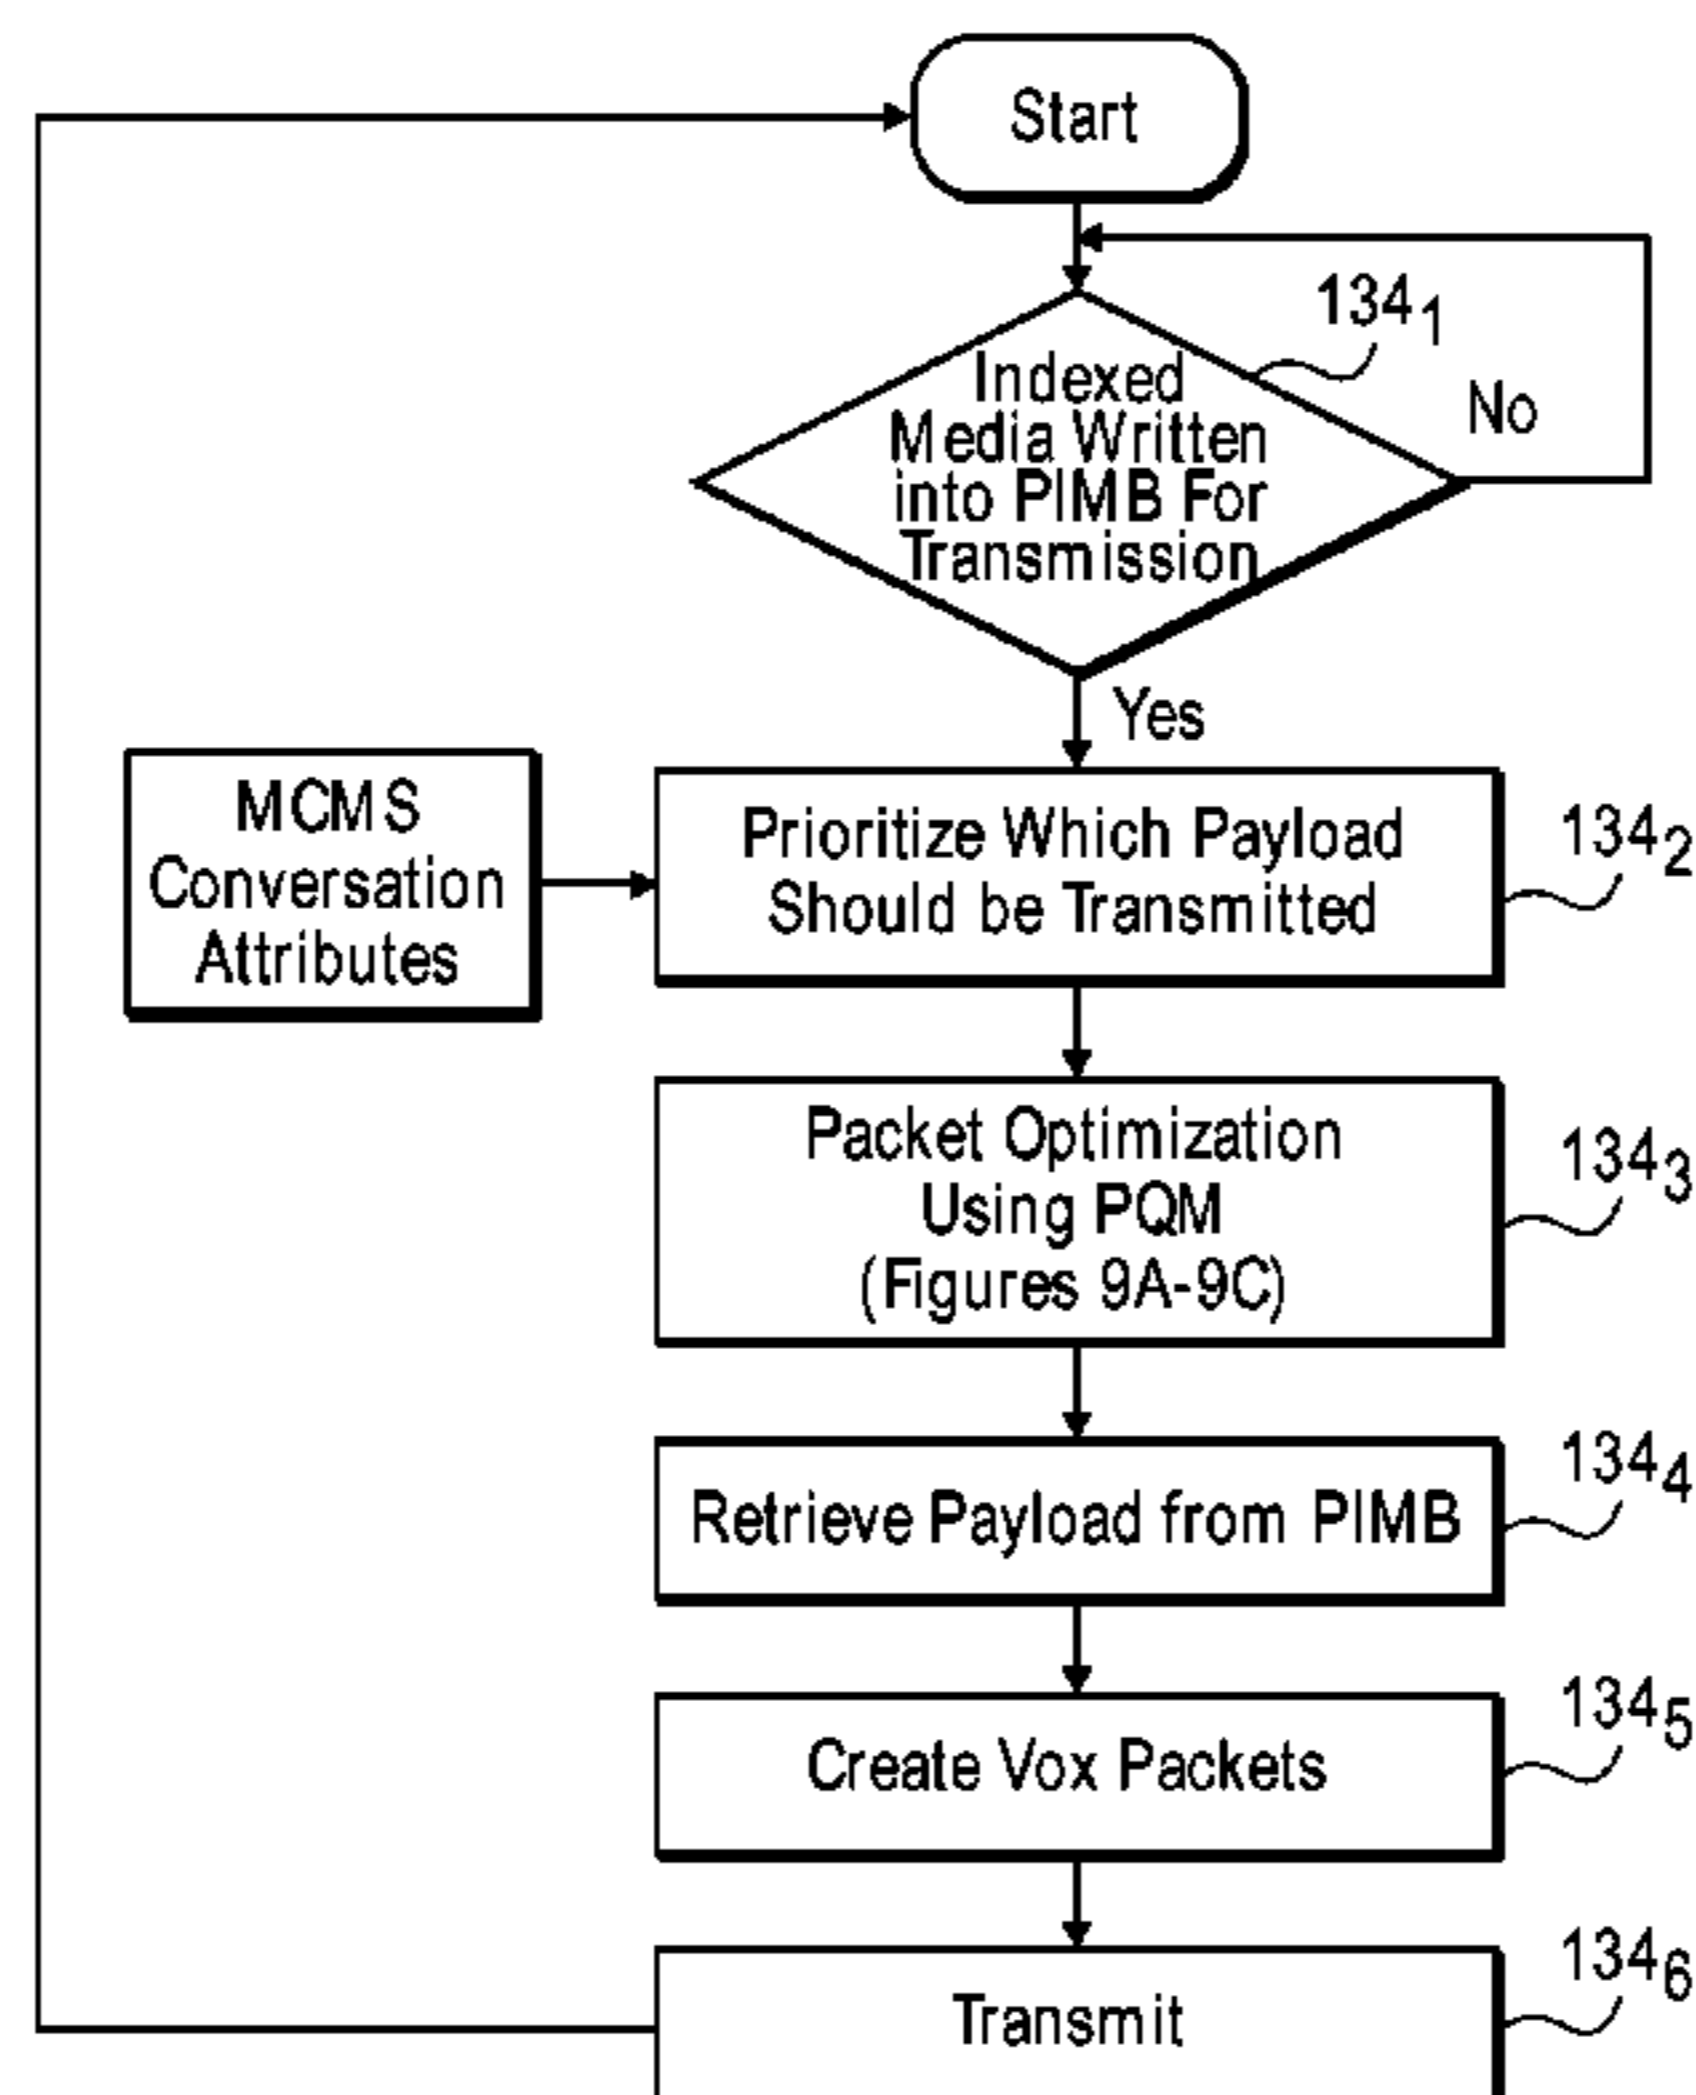 Start
134₁
Indexed
Media Written
into PIMB For
Transmission
No
Yes
MCMS
Conversation
Attributes
Prioritize Which Payload
Should be Transmitted
134₂
Packet Optimization
Using PQM
(Figures 9A-9C)
134₃
Retrieve Payload from PIMB
134₄
Create Vox Packets
134₅
Transmit
134₆